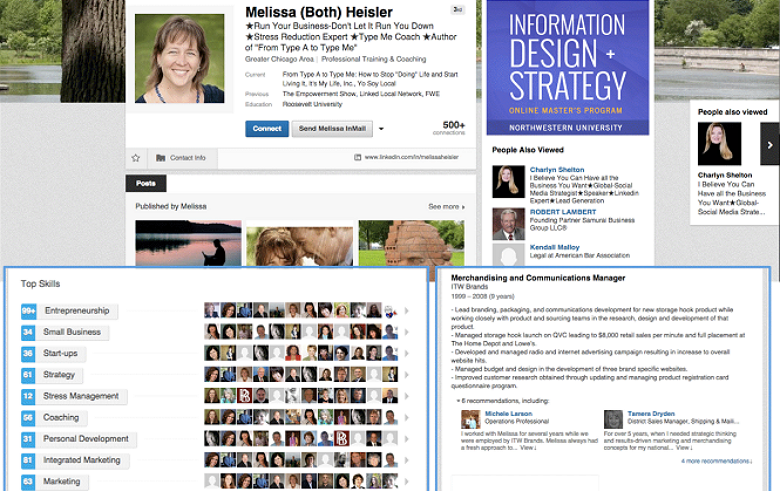 Melissa (Both) Heisler
3RD
★Run Your Business-Don't Let It Run You Down
★Stress Reduction Expert ★Type Me Coach ★Author
of "From Type A to Type Me"
Greater Chicago Area | Professional Training & Coaching
Current From Type A to Type Me: How to Stop "Doing" Life and Start
Living It, It's My Life, Inc., Yo Soy Local
Previous The Empowerment Show, Linked Local Network, FWE
Education Roosevelt University
Connect
Send Melissa InMail
500+
connections
Contact Info
www.linkedin.com/in/melissaheisler
Posts
Published by Melissa
See more
INFORMATION
DESIGN +
STRATEGY
ONLINE MASTER'S PROGRAM
NORTHWESTERN UNIVERSITY
People Also Viewed
Charlyn Shelton
I Believe You Can Have all the
Business You Want★Global-Social
Media Strategist★Speaker★LinkedIn
Expert★Lead Generation
ROBERT LAMBERT
Founding Partner Samurai Business
Group LLC®
Kendall Malloy
Legal at American Bar Association
People also viewed
Charlyn Shelton
I Believe You Can
Have all the Business
You Want★Global-
Social Media Strate...
Top Skills
99+ Entrepreneurship
34 Small Business
36 Start-ups
61 Strategy
12 Stress Management
56 Coaching
31 Personal Development
81 Integrated Marketing
63 Marketing
Merchandising and Communications Manager
ITW Brands
1999 – 2008 (9 years)
- Lead branding, packaging, and communications development for new storage hook product while
working closely with product and sourcing teams in the research, design and development of that
product.
- Managed storage hook launch on QVC leading to $8,000 retail sales per minute and full placement at
The Home Depot and Lowe's.
- Developed and managed radio and internet advertising campaign resulting in increase to overall
website hits.
- Managed budget and design in the development of three brand specific websites.
- Improved customer research obtained through updating and managing product registration card
questionnaire program.
6 recommendations, including:
Michele Larson
Operations Professional
I worked with Melissa for several years while we
were employed by ITW Brands. Melissa always had
a fresh approach to... View↓
Tamera Dryden
District Sales Manager, Shipping & Maili...
For over 5 years, when I needed strategic thinking
and results-driven marketing and merchandising
concepts for my national... View↓
4 more recommendations↓